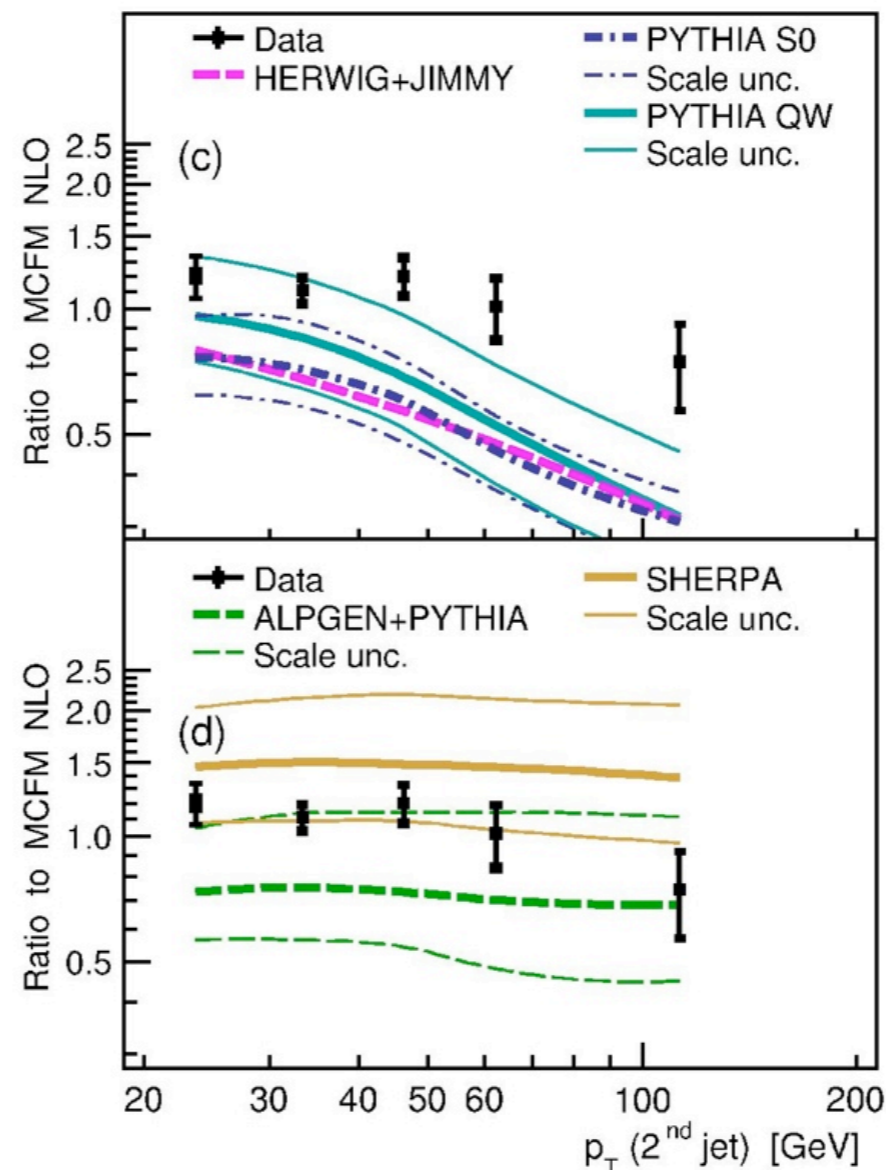 Data
HERWIG+JIMMY
PYTHIA S0
Scale unc.
PYTHIA QW
Scale unc.
(c)
Ratio to MCFM NLO
2.5
2.0
1.5
1.0
0.5
Data
ALPGEN+PYTHIA
Scale unc.
SHERPA
Scale unc.
(d)
Ratio to MCFM NLO
2.5
2.0
1.5
1.0
0.5
20 30 40 50 60 100 200
p_T (2^nd jet) [GeV]